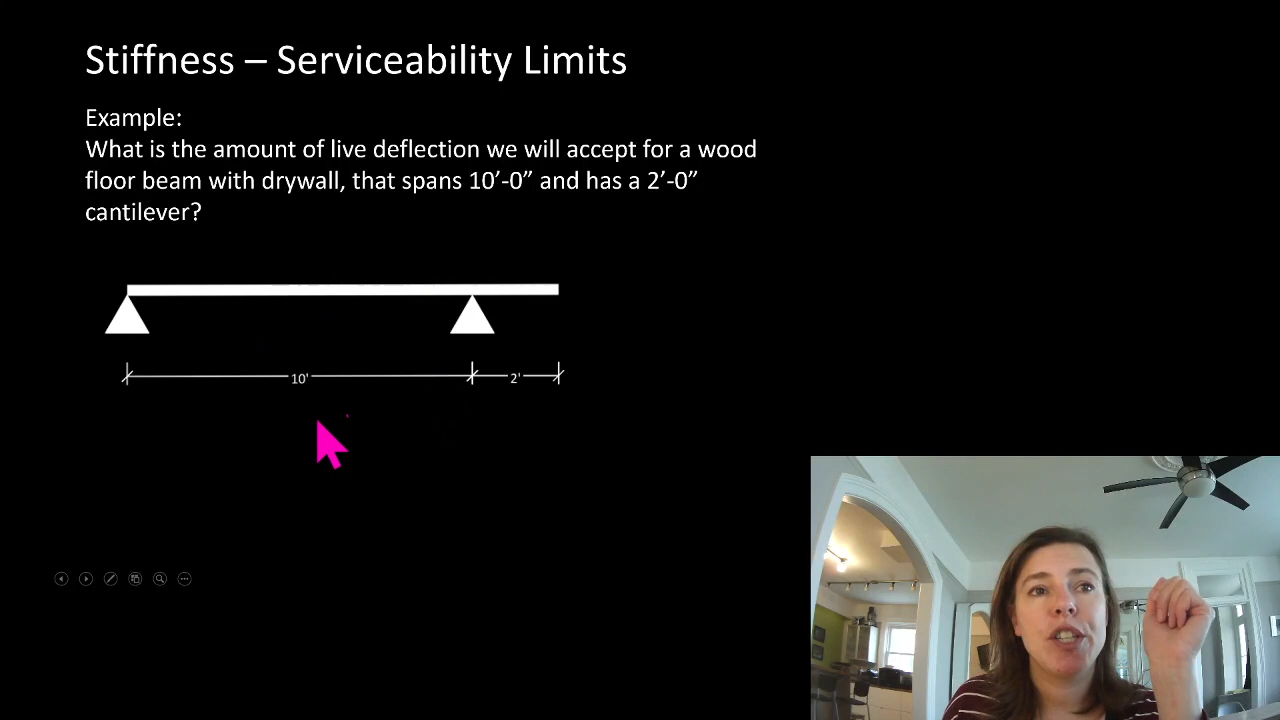 Stiffness – Serviceability Limits
Example:
What is the amount of live deflection we will accept for a wood
floor beam with drywall, that spans 10’-0” and has a 2’-0”
cantilever?
10'
2'